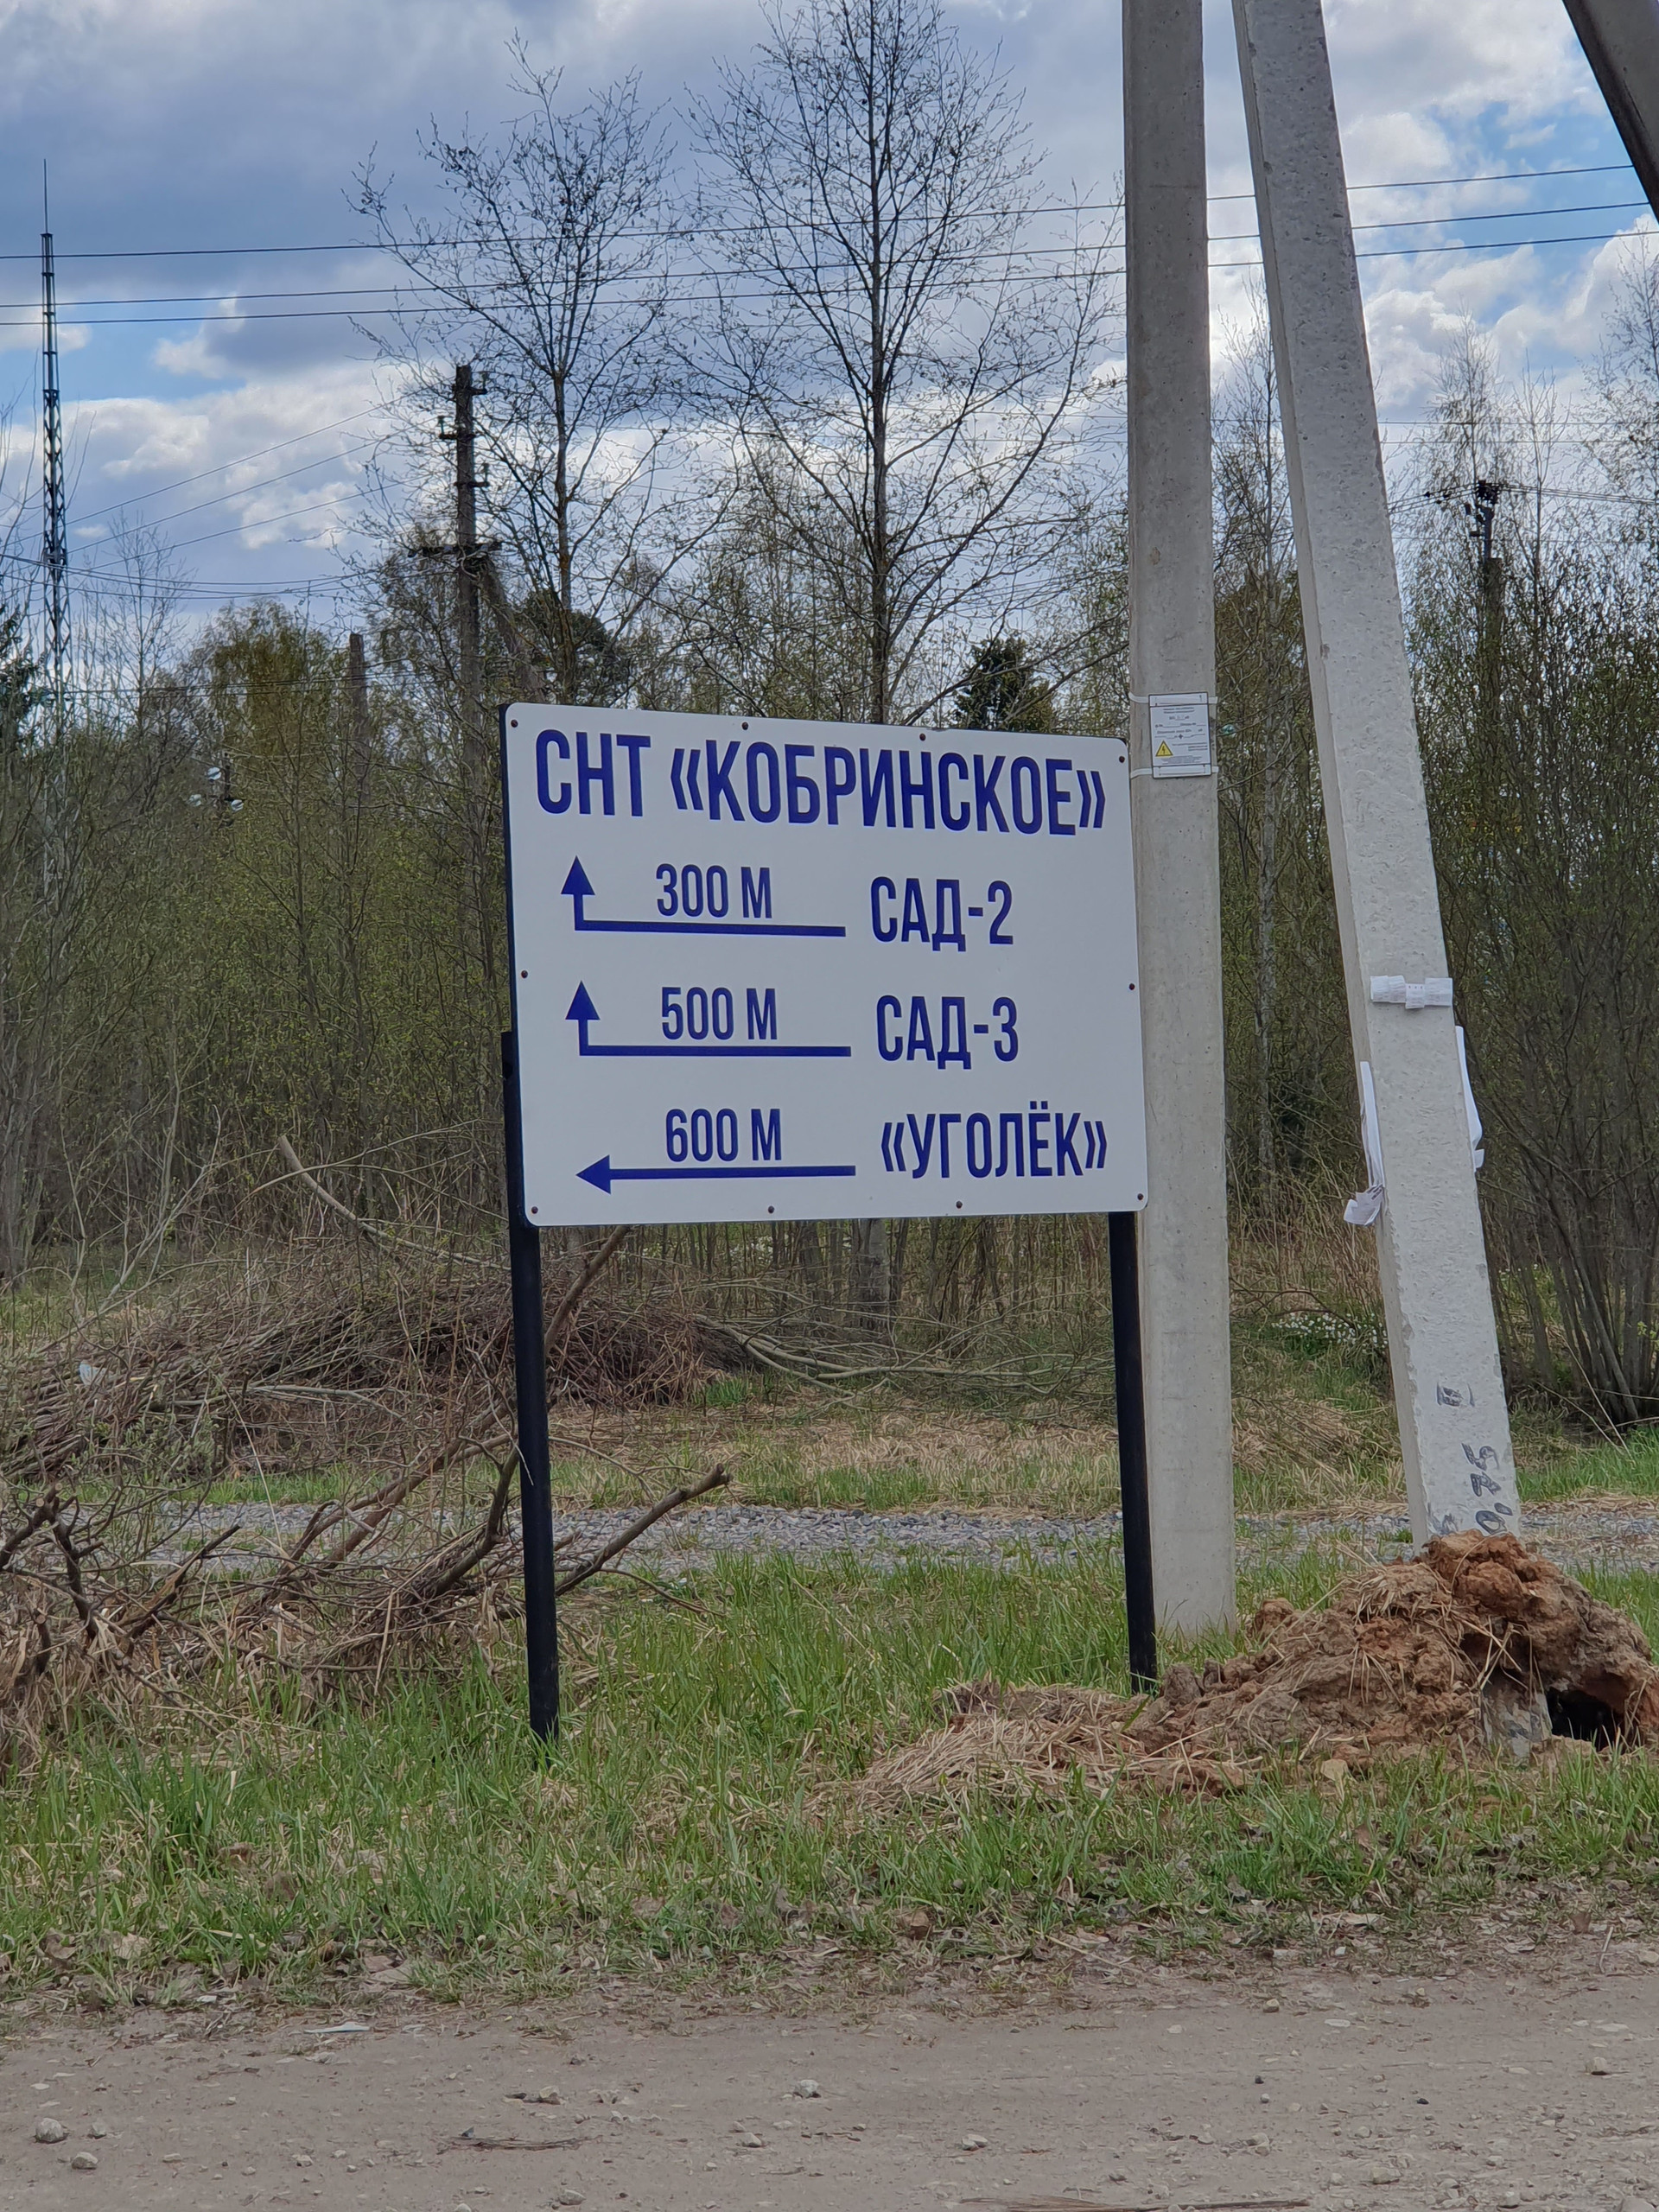 СНТ «КОБРИНСКОЕ»
300 М САД-2
500 М САД-3
600 М «УГОЛЁК»